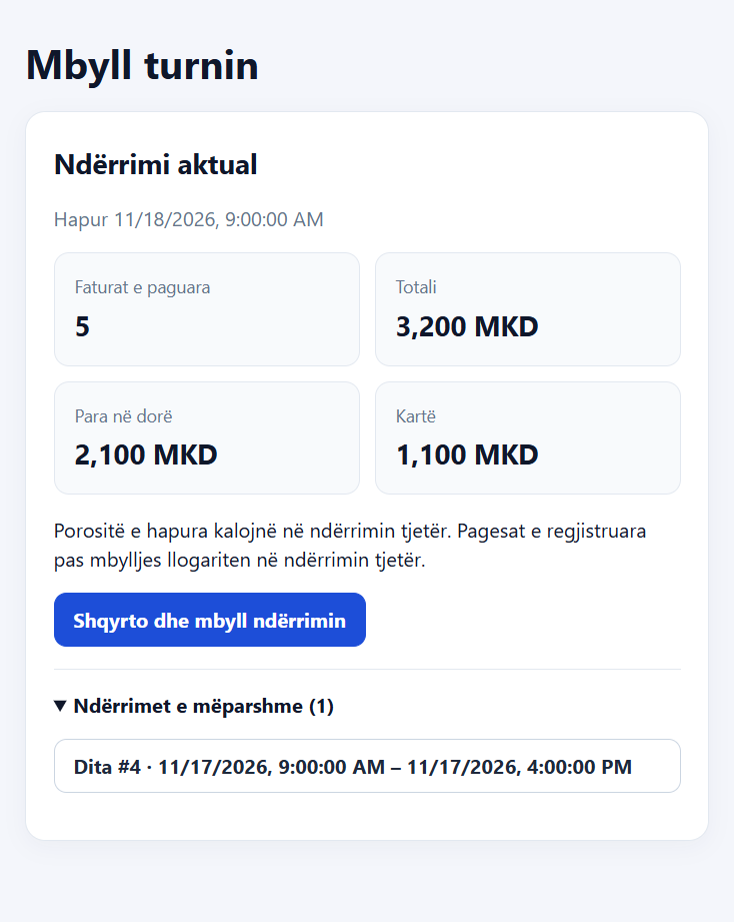 Mbyll turnin
Ndërrimi aktual
Hapur 11/18/2026, 9:00:00 AM
Faturat e paguara
5
Totali
3,200 MKD
Para në dorë
2,100 MKD
Kartë
1,100 MKD
Porositë e hapura kalojnë në ndërrimin tjetër. Pagesat e regjistruara
pas mbylljes llogariten në ndërrimin tjetër.
Shqyrto dhe mbyll ndërrimin
Ndërrimet e mëparshme (1)
Dita #4 · 11/17/2026, 9:00:00 AM – 11/17/2026, 4:00:00 PM